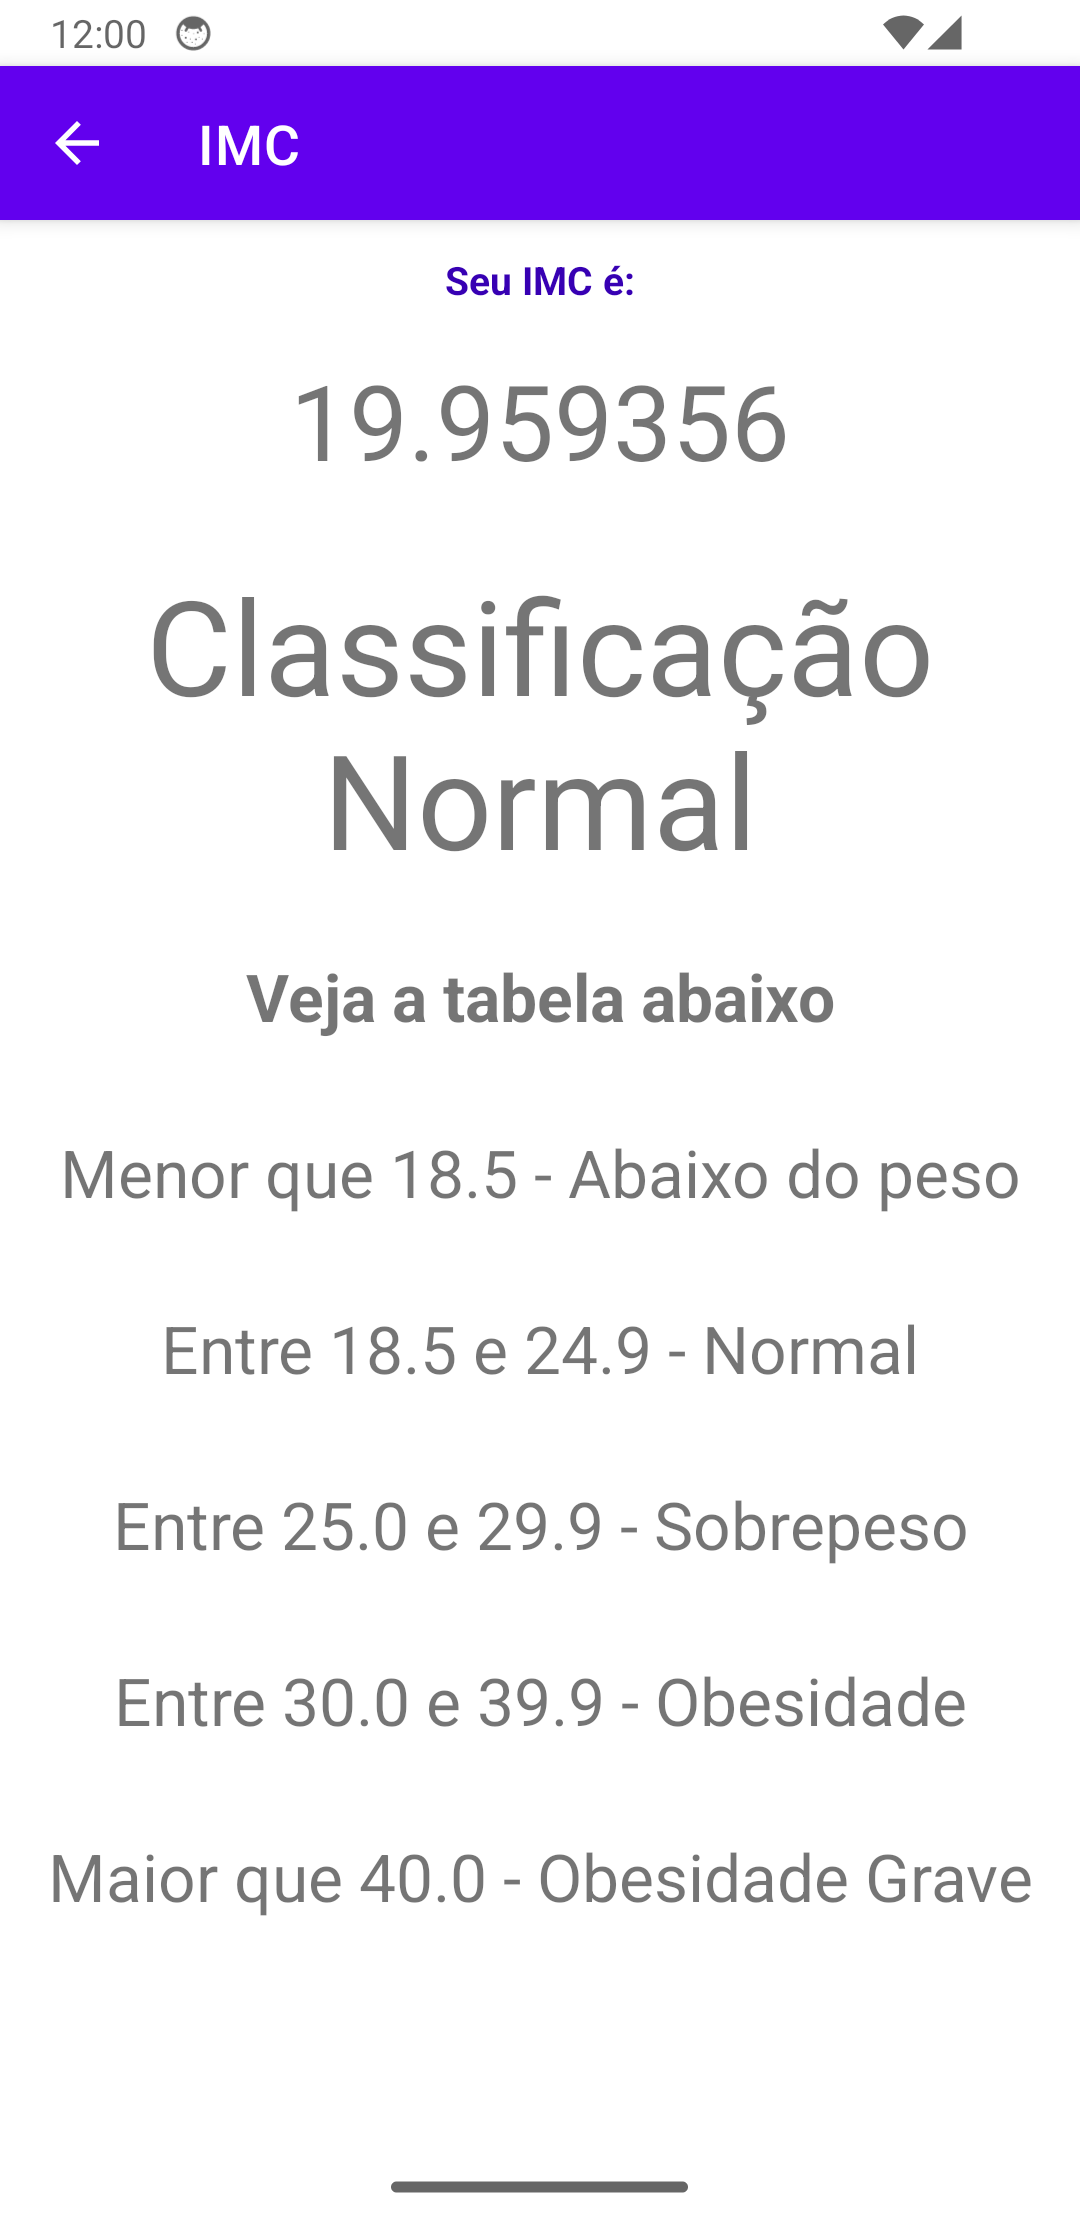 12:00
IMC
Seu IMC é:
19.959356
Classificação
Normal
Veja a tabela abaixo
Menor que 18.5 - Abaixo do peso
Entre 18.5 e 24.9 - Normal
Entre 25.0 e 29.9 - Sobrepeso
Entre 30.0 e 39.9 - Obesidade
Maior que 40.0 - Obesidade Grave